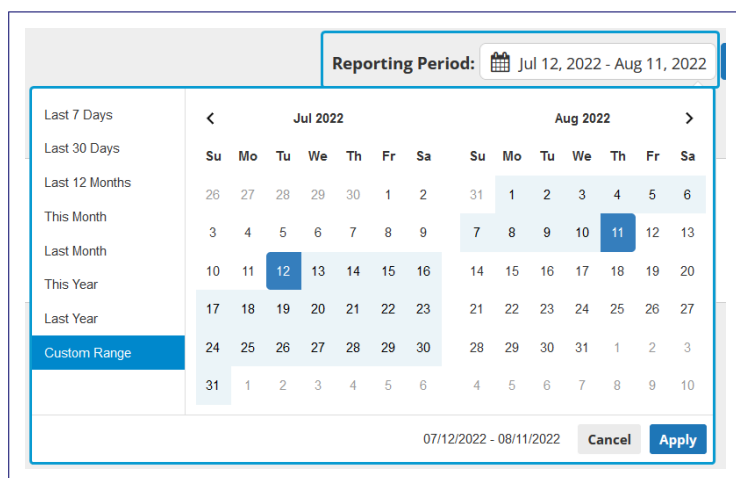 Reporting Period: Jul 12, 2022 - Aug 11, 2022
Last 7 Days
Last 30 Days
Last 12 Months
This Month
Last Month
This Year
Last Year
Custom Range
Jul 2022
Su Mo Tu We Th Fr Sa
26 27 28 29 30 1 2
3 4 5 6 7 8 9
10 11 12 13 14 15 16
17 18 19 20 21 22 23
24 25 26 27 28 29 30
31 1 2 3 4 5 6
Aug 2022
Su Mo Tu We Th Fr Sa
31 1 2 3 4 5 6
7 8 9 10 11 12 13
14 15 16 17 18 19 20
21 22 23 24 25 26 27
28 29 30 31 1 2 3
4 5 6 7 8 9 10
07/12/2022 - 08/11/2022 Cancel Apply